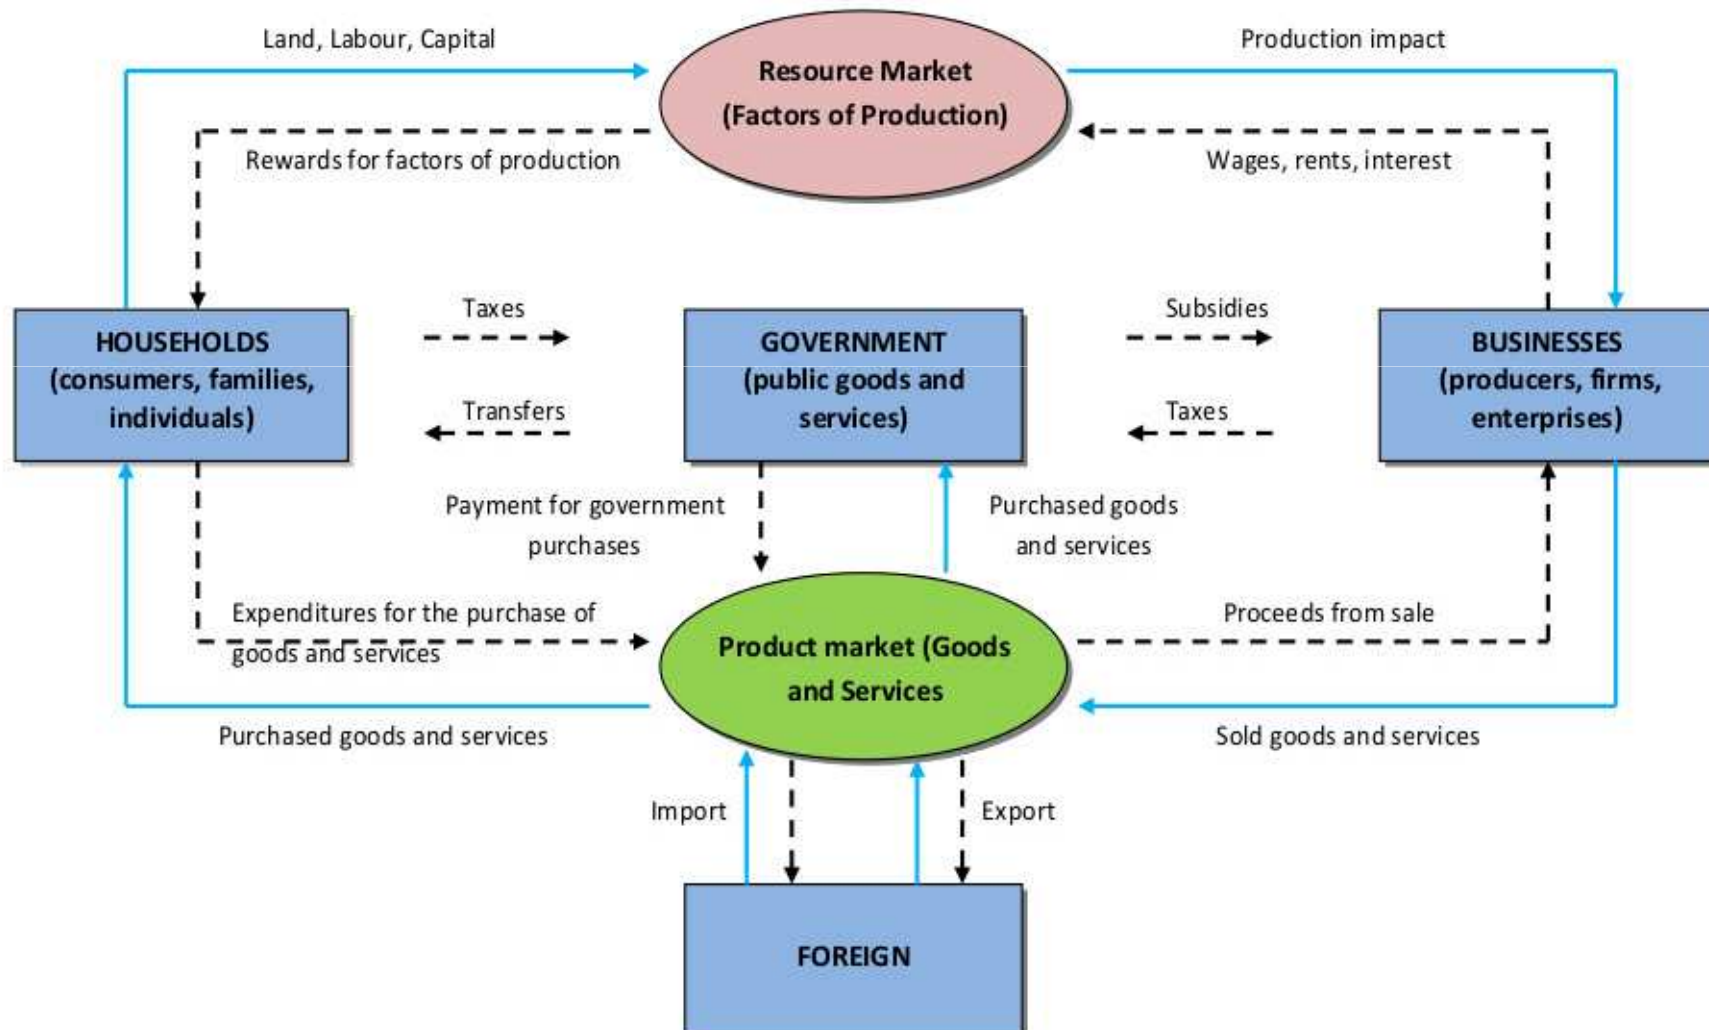 Land, Labour, Capital
Resource Market
(Factors of Production)
Production impact
Rewards for factors of production
Wages, rents, interest
HOUSEHOLDS
(consumers, families,
individuals)
Taxes
Transfers
GOVERNMENT
(public goods and
services)
Subsidies
Taxes
BUSINESSES
(producers, firms,
enterprises)
Payment for government
purchases
Purchased goods
and services
Expenditures for the purchase of
goods and services
Product market (Goods
and Services
Proceeds from sale
Purchased goods and services
Sold goods and services
Import
Export
FOREIGN